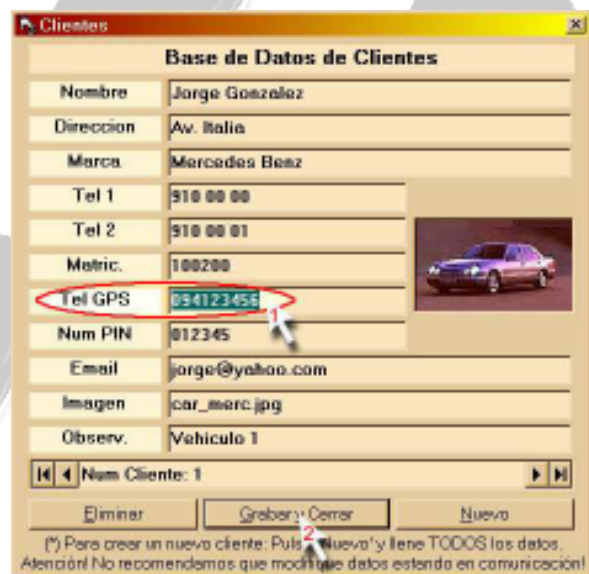 Clientes
Base de Datos de Clientes
Nombre Jorge Gonzalez
Direccion Av. Italia
Marca Mercedes Benz
Tel 1 910 00 00
Tel 2 910 00 01
Matric. 100200
Tel GPS 094123456
1
Num PIN 012345
Email jorge@yahoo.com
Imagen car_merc.jpg
Observ. Vehiculo 1
Num Cliente: 1
Eliminar Grabar y Cerrar Nuevo
2
(*) Para crear un nuevo cliente: Pulse 'Nuevo' y llene TODOS los datos.
Atención! No recomendamos que modifique datos estando en comunicación!